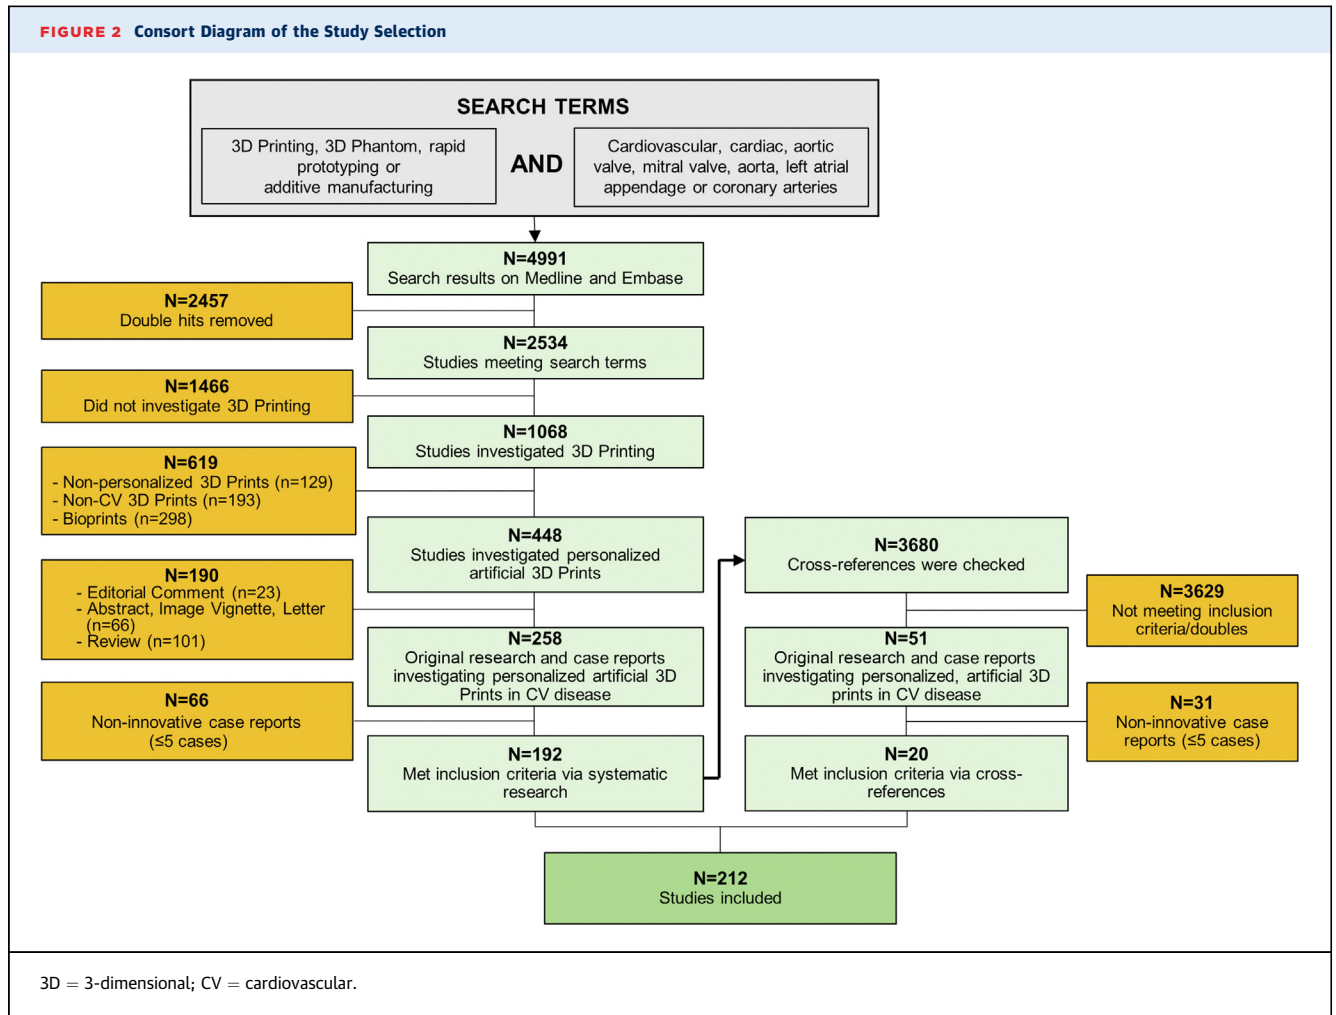 FIGURE 2 Consort Diagram of the Study Selection
SEARCH TERMS
3D Printing, 3D Phantom, rapid
prototyping or
additive manufacturing
AND
Cardiovascular, cardiac, aortic
valve, mitral valve, aorta, left atrial
appendage or coronary arteries
N=4991
Search results on Medline and Embase
N=2457
Double hits removed
N=2534
Studies meeting search terms
N=1466
Did not investigate 3D Printing
N=1068
Studies investigated 3D Printing
N=619
- Non-personalized 3D Prints (n=129)
- Non-CV 3D Prints (n=193)
- Bioprints (n=298)
N=448
Studies investigated personalized
artificial 3D Prints
N=190
- Editorial Comment (n=23)
- Abstract, Image Vignette, Letter
(n=66)
- Review (n=101)
N=258
Original research and case reports
investigating personalized artificial 3D
Prints in CV disease
N=66
Non-innovative case reports
(≤5 cases)
N=192
Met inclusion criteria via systematic
research
N=3680
Cross-references were checked
N=3629
Not meeting inclusion
criteria/doubles
N=51
Original research and case reports
investigating personalized, artificial 3D
prints in CV disease
N=31
Non-innovative case
reports (≤5 cases)
N=20
Met inclusion criteria via cross-
references
N=212
Studies included
3D = 3-dimensional; CV = cardiovascular.